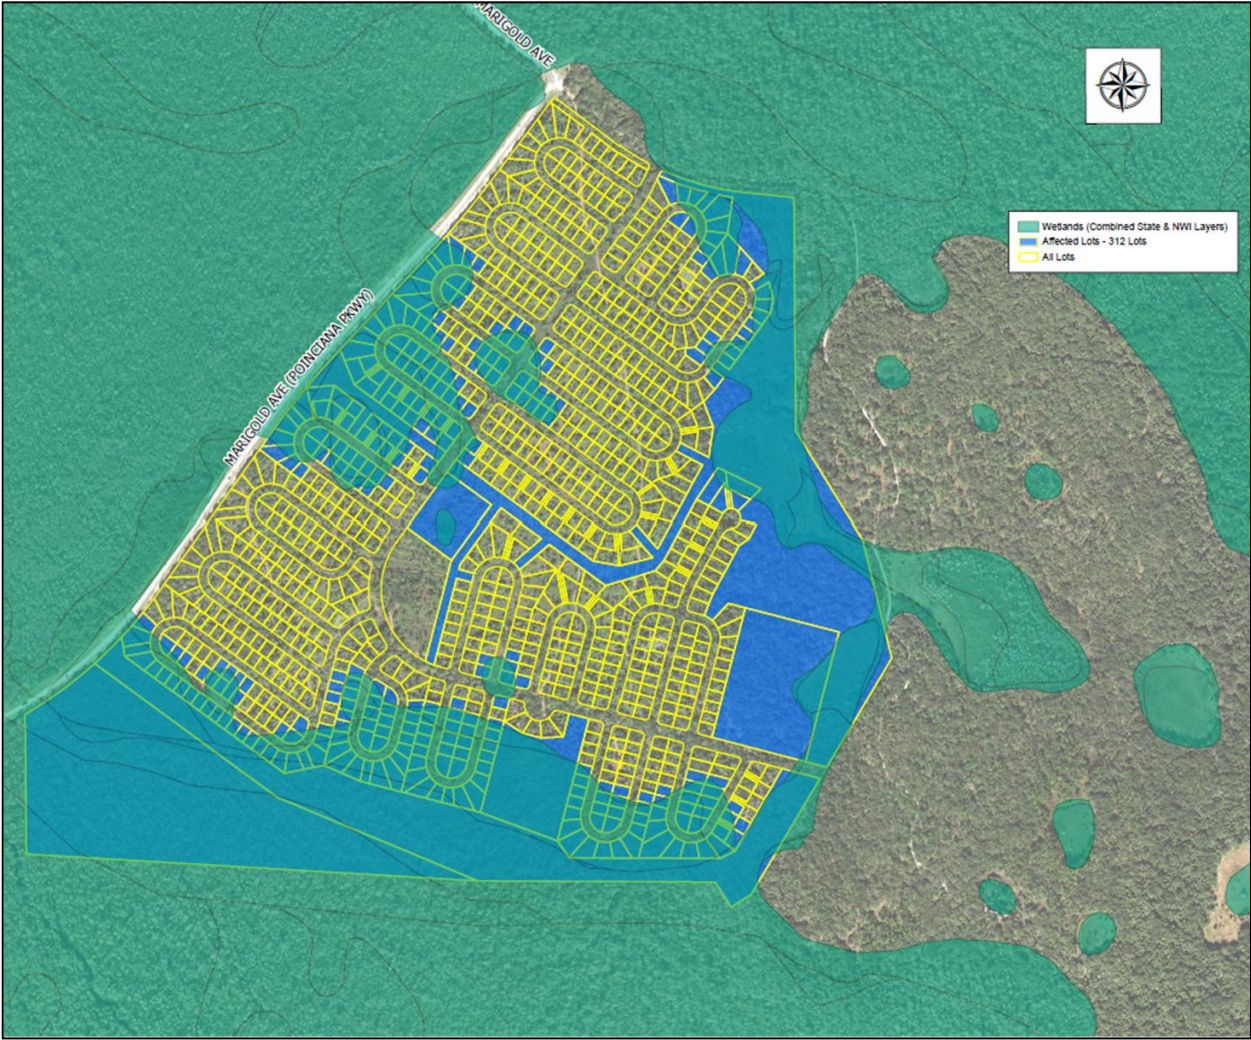 MARIGOLD AVE
Wetlands (Combined State & NWI Layers)
Affected Lots - 312 Lots
All Lots
MARIGOLD AVE (POINCIANA PKWY)